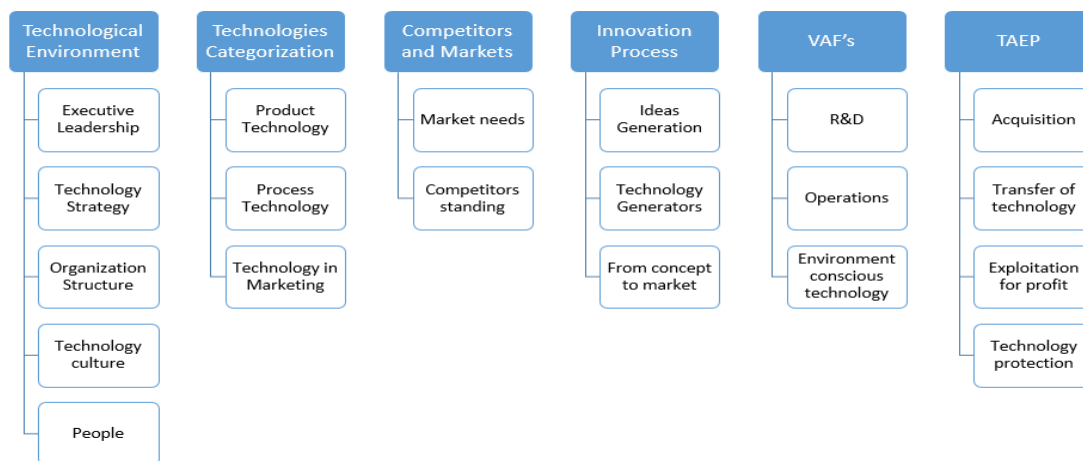 Technological
Environment
Executive
Leadership
Technology
Strategy
Organization
Structure
Technology
culture
People
Technologies
Categorization
Product
Technology
Process
Technology
Technology in
Marketing
Competitors
and Markets
Market needs
Competitors
standing
Innovation
Process
Ideas
Generation
Technology
Generators
From concept
to market
VAF's
R&D
Operations
Environment
conscious
technology
TAEP
Acquisition
Transfer of
technology
Exploitation
for profit
Technology
protection